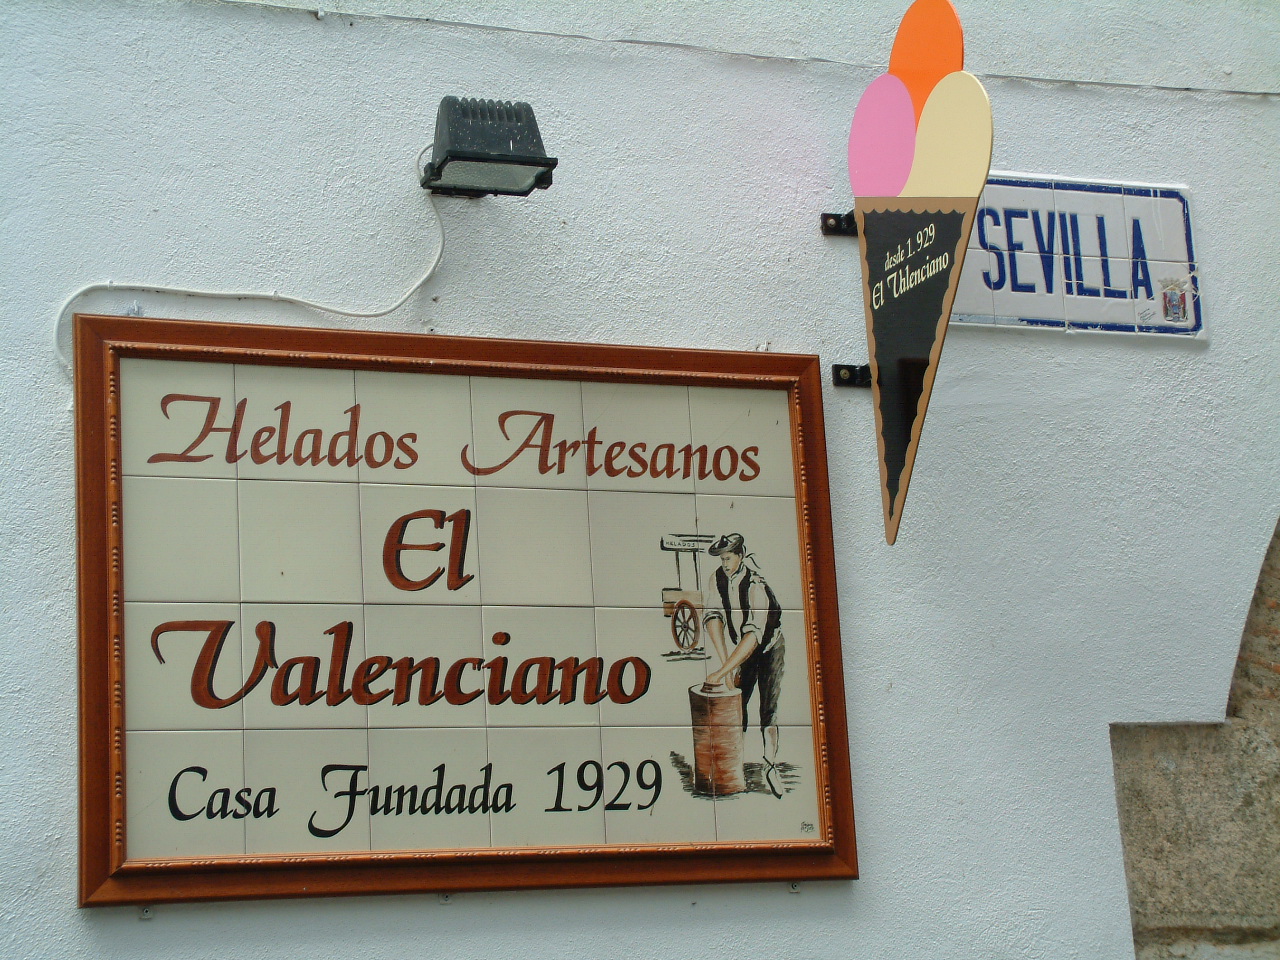 Helados Artesanos
El
Valenciano
Casa Fundada 1929
HELADOS
desde 1.929
El Valenciano
SEVILLA